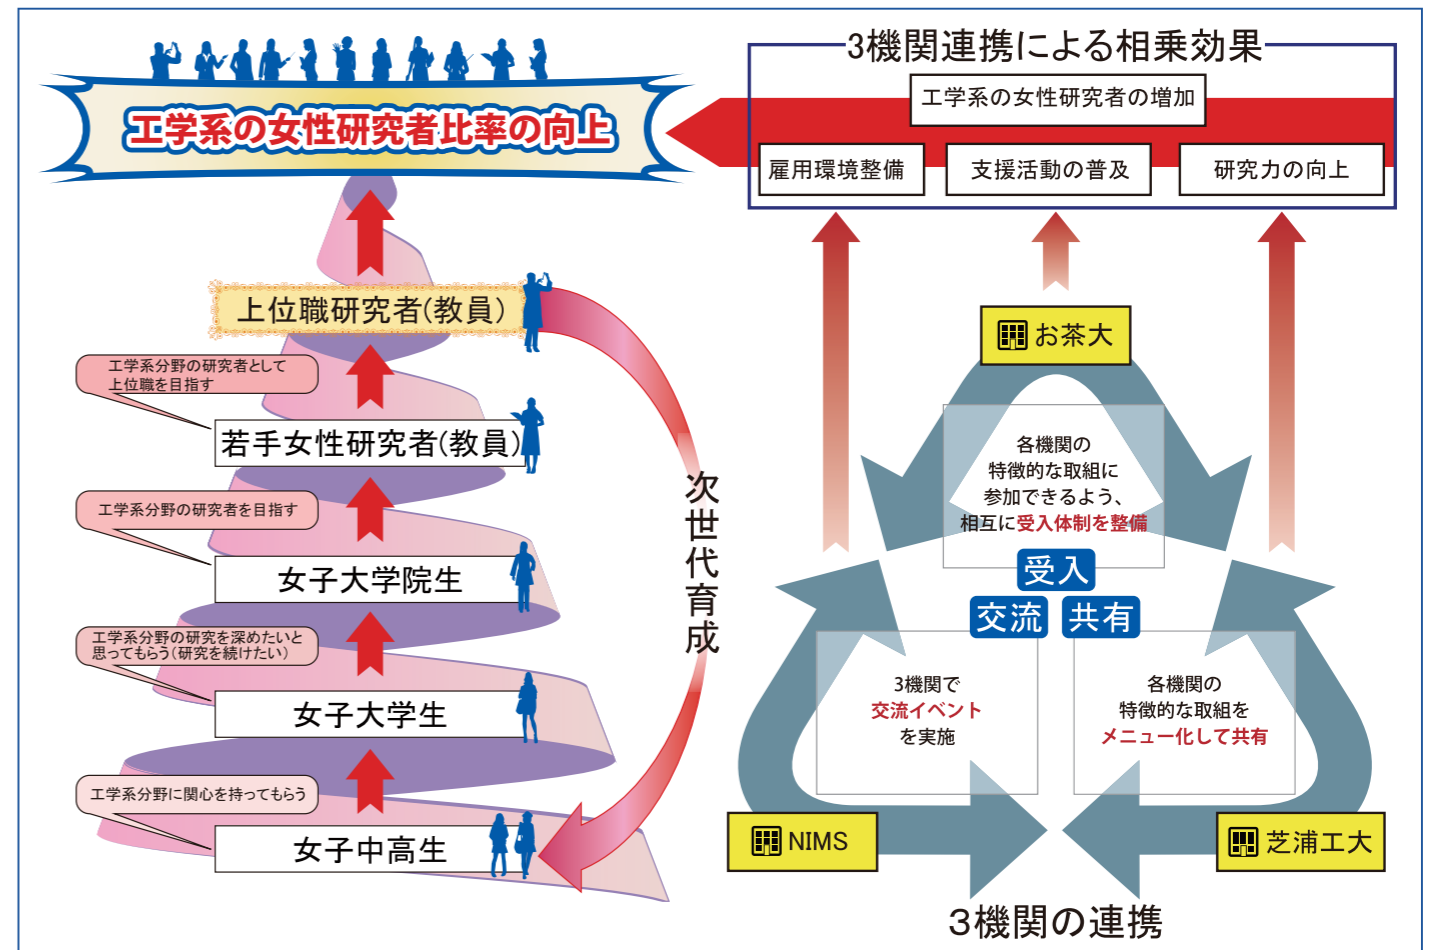 工学系の女性研究者比率の向上
上位職研究者(教員)
工学系分野の研究者として
上位職を目指す
若手女性研究者(教員)
工学系分野の研究者を目指す
女子大学院生
工学系分野の研究を深めたいと
思ってもらう(研究を続けたい)
女子大学生
工学系分野に関心を持ってもらう
女子中高生
次世代育成
3機関連携による相乗効果
工学系の女性研究者の増加
雇用環境整備
支援活動の普及
研究力の向上
お茶大
各機関の
特徴的な取組に
参加できるよう、
相互に受入体制を整備
受入
交流
共有
3機関で
交流イベント
を実施
各機関の
特徴的な取組を
メニュー化して共有
NIMS
芝浦工大
3機関の連携